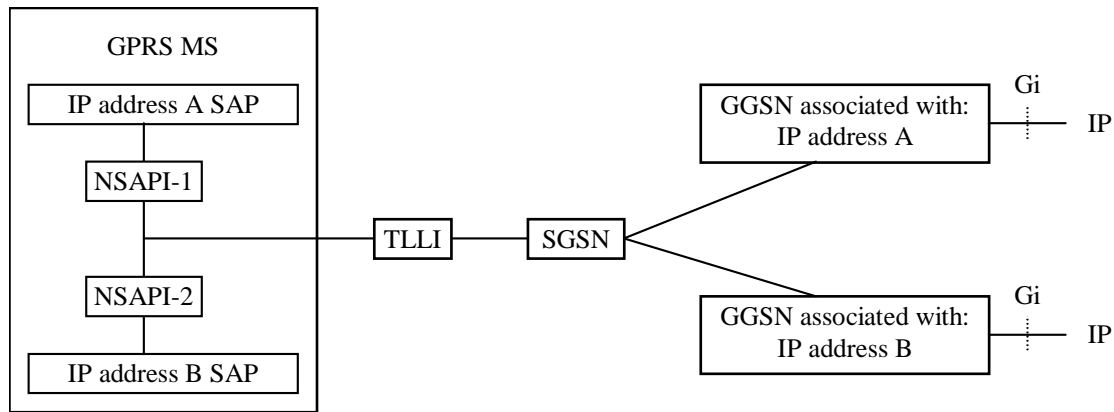 GPRS MS
IP address A SAP
NSAPI-1
NSAPI-2
IP address B SAP
TLLI
SGSN
GGSN associated with:
IP address A
Gi
IP
GGSN associated with:
IP address B
Gi
IP